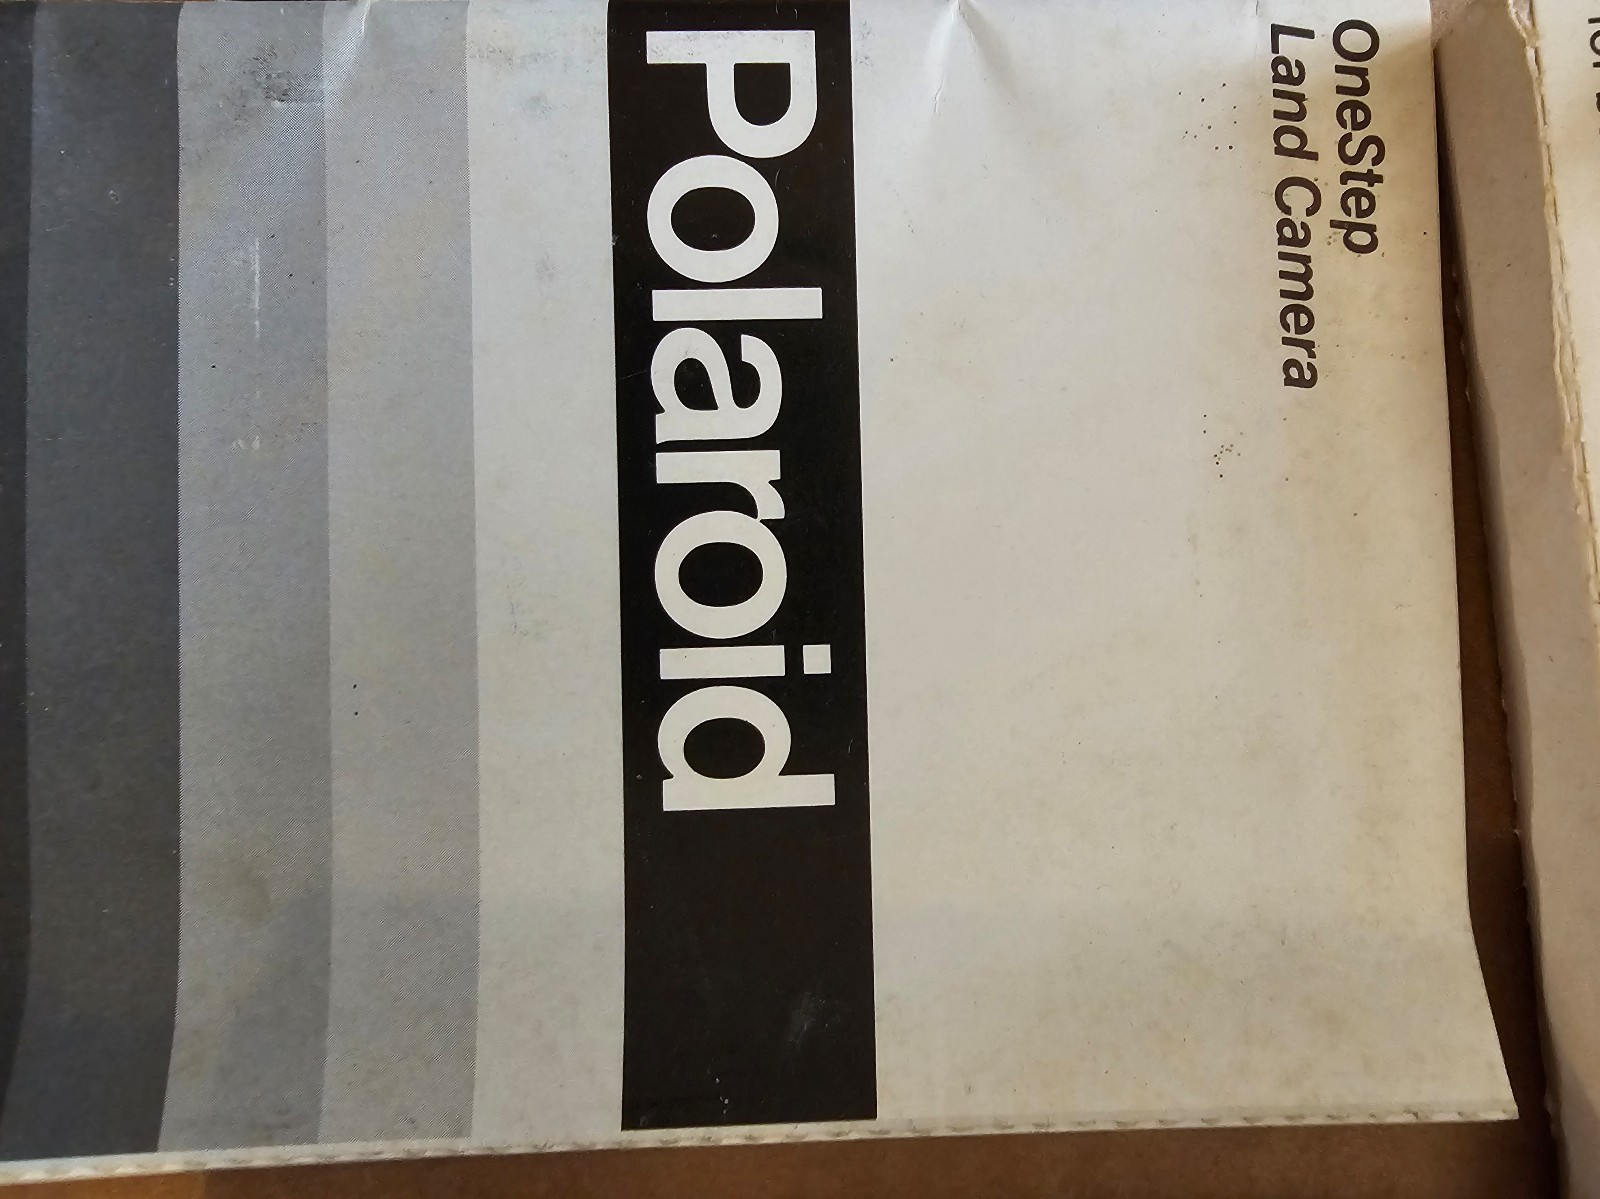 OneStep
Land Camera
Polaroid